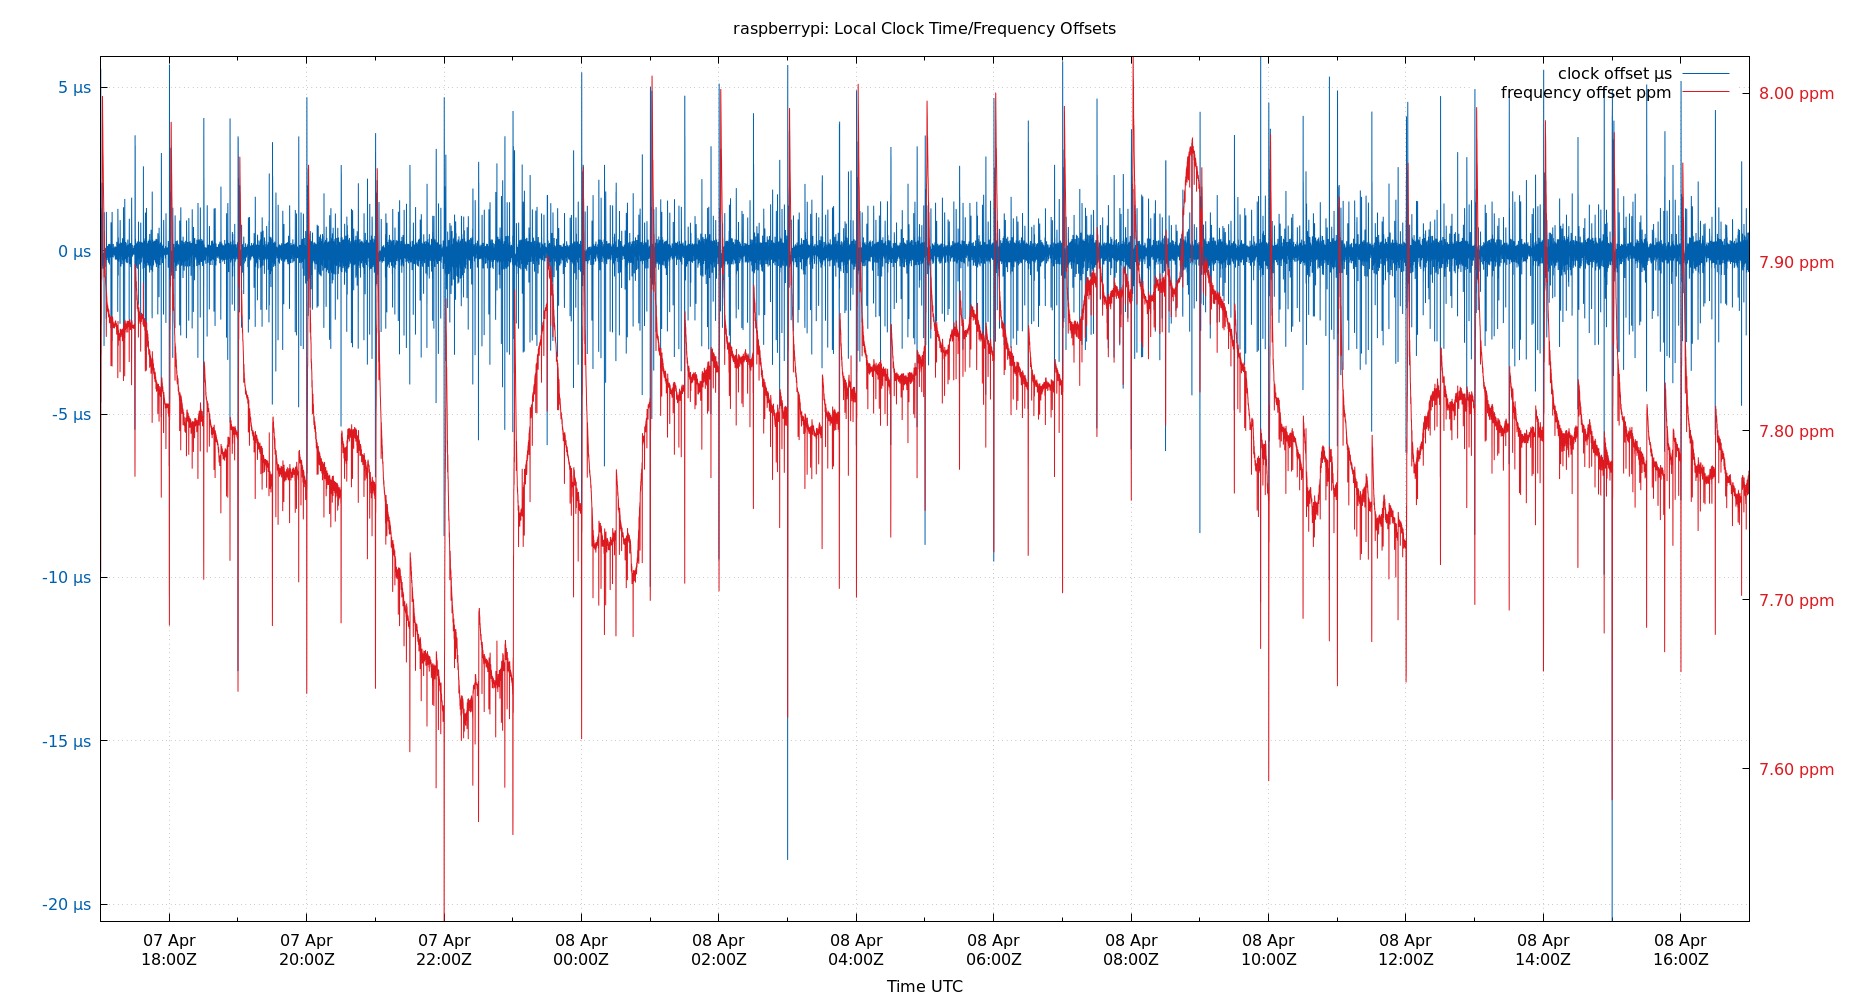 raspberrypi: Local Clock Time/Frequency Offsets
clock offset µs
frequency offset ppm
5 µs
0 µs
-5 µs
-10 µs
-15 µs
-20 µs
8.00 ppm
7.90 ppm
7.80 ppm
7.70 ppm
7.60 ppm
07 Apr 07 Apr 07 Apr 08 Apr 08 Apr 08 Apr 08 Apr 08 Apr 08 Apr 08 Apr 08 Apr 08 Apr
18:00Z 20:00Z 22:00Z 00:00Z 02:00Z 04:00Z 06:00Z 08:00Z 10:00Z 12:00Z 14:00Z 16:00Z
Time UTC